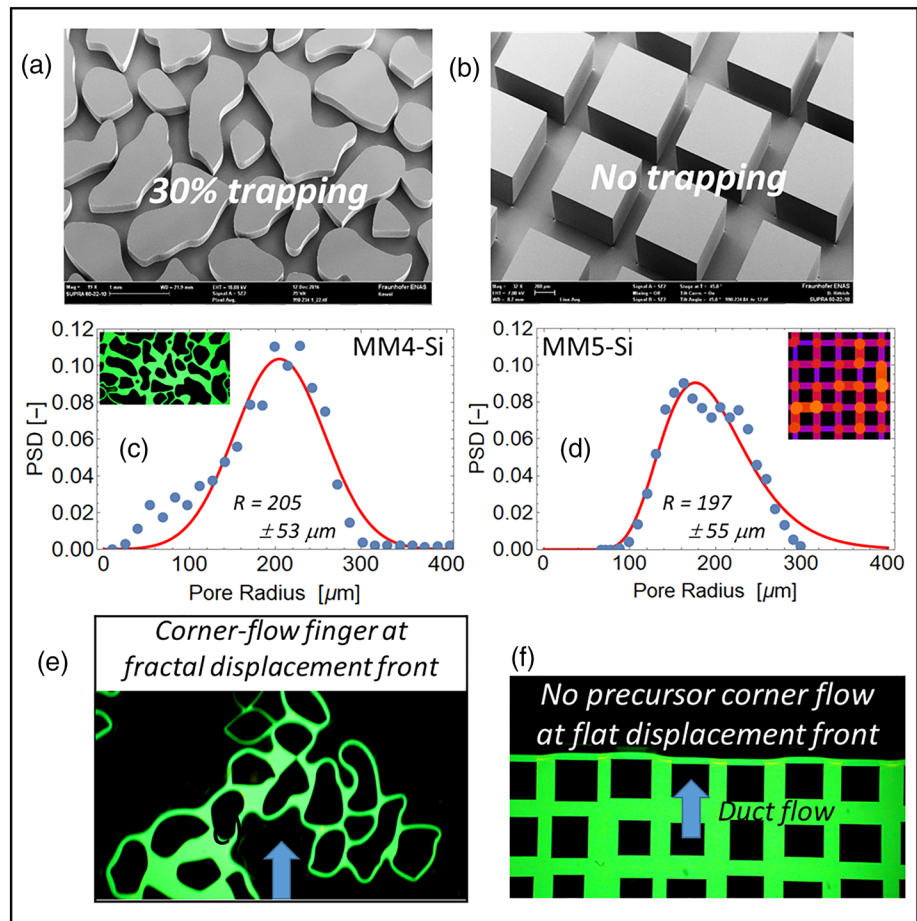 (a)
30% trapping
Fraunhofer ENAS
(b)
No trapping
Fraunhofer ENAS
(c)
MM4-Si
PSD [–]
0.12
0.10
0.08
0.06
0.04
0.02
0.00
R = 205
± 53 μm
0 100 200 300 400
Pore Radius [μm]
(d)
MM5-Si
PSD [–]
0.12
0.10
0.08
0.06
0.04
0.02
0.00
R = 197
± 55 μm
0 100 200 300 400
Pore Radius [μm]
(e)
Corner-flow finger at
fractal displacement front
(f)
No precursor corner flow
at flat displacement front
Duct flow